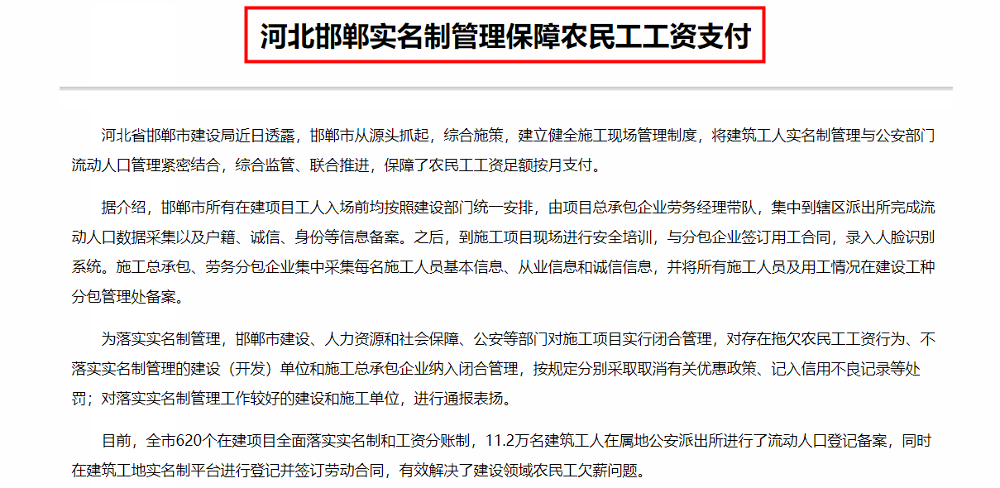 河北邯郸实名制管理保障农民工工资支付
河北省邯郸市建设局近日透露，邯郸市从源头抓起，综合施策，建立健全施工现场管理制度，将建筑工人实名制管理与公安部门
流动人口管理紧密结合，综合监管、联合推进，保障了农民工工资足额按月支付。
据介绍，邯郸市所有在建项目工人入场前均按照建设部门统一安排，由项目总承包企业劳务经理带队，集中到辖区派出所完成流
动人口数据采集以及户籍、诚信、身份等信息备案。之后，到施工项目现场进行安全培训，与分包企业签订用工合同，录入人脸识别
系统。施工总承包、劳务分包企业集中采集每名施工人员基本信息、从业信息和诚信信息，并将所有施工人员及用工情况在建设工种
分包管理处备案。
为落实实名制管理，邯郸市建设、人力资源和社会保障、公安等部门对施工项目实行闭合管理，对存在拖欠农民工工资行为、不
落实实名制管理的建设（开发）单位和施工总承包企业纳入闭合管理，按规定分别采取取消有关优惠政策、记入信用不良记录等处
罚；对落实实名制管理工作较好的建设和施工单位，进行通报表扬。
目前，全市620个在建项目全面落实实名制和工资分账制，11.2万名建筑工人在属地公安派出所进行了流动人口登记备案，同时
在建筑工地实名制平台进行登记并签订劳动合同，有效解决了建设领域农民工欠薪问题。